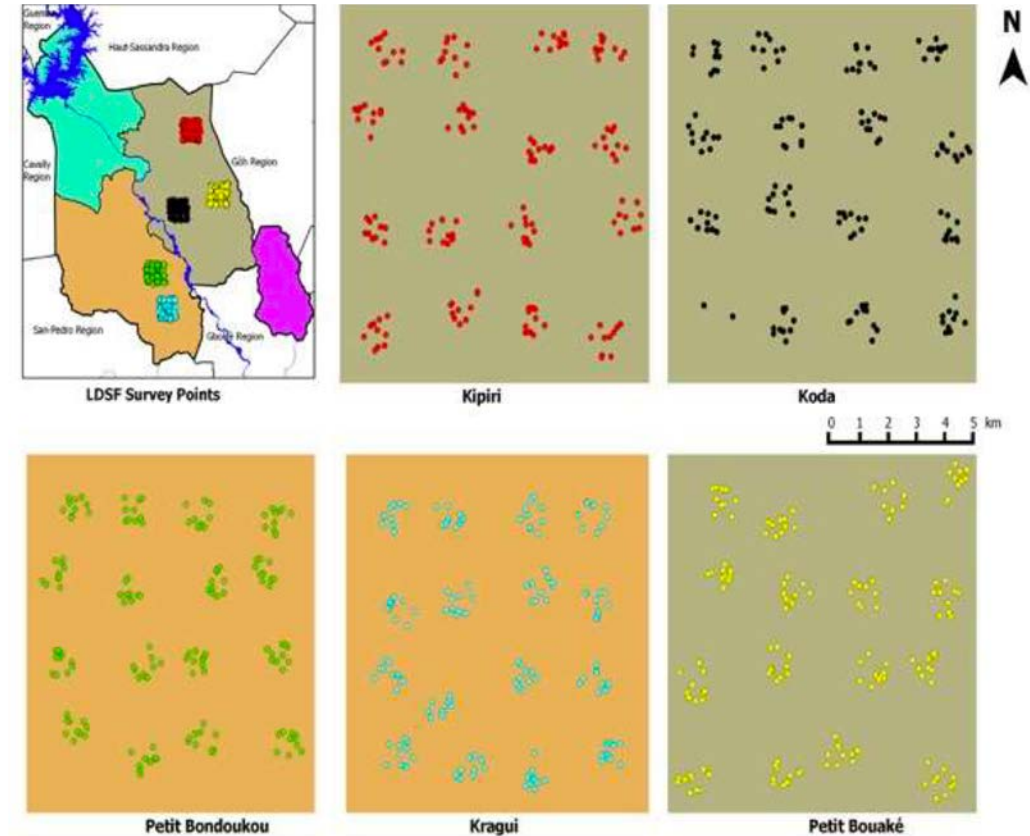 Guemon
Region
Haut-Sassandra Region
N
Cavally
Region
Gôh Region
San-Pedro Region
Gbokle Region
LDSF Survey Points
Kipiri
Koda
0 1 2 3 4 5 km
Petit Bondoukou
Kragui
Petit Bouaké